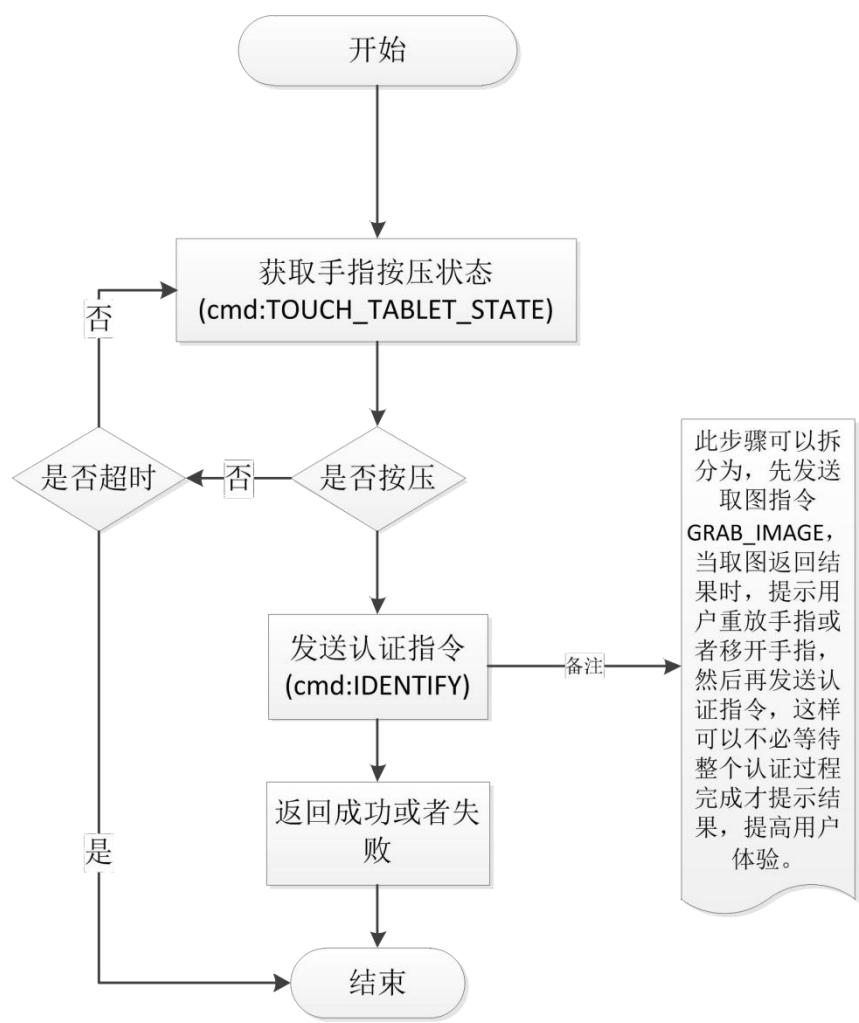 开始
获取手指按压状态
(cmd:TOUCH_TABLET_STATE)
否
是否超时
否
是否按压
发送认证指令
(cmd:IDENTIFY)
备注
此步骤可以拆
分为，先发送
取图指令
GRAB_IMAGE，
当取图返回结
果时，提示用
户重放手指或
者移开手指，
然后再发送认
证指令，这样
可以不必等待
整个认证过程
完成才提示结
果，提高用户
体验。
返回成功或者失
败
是
结束